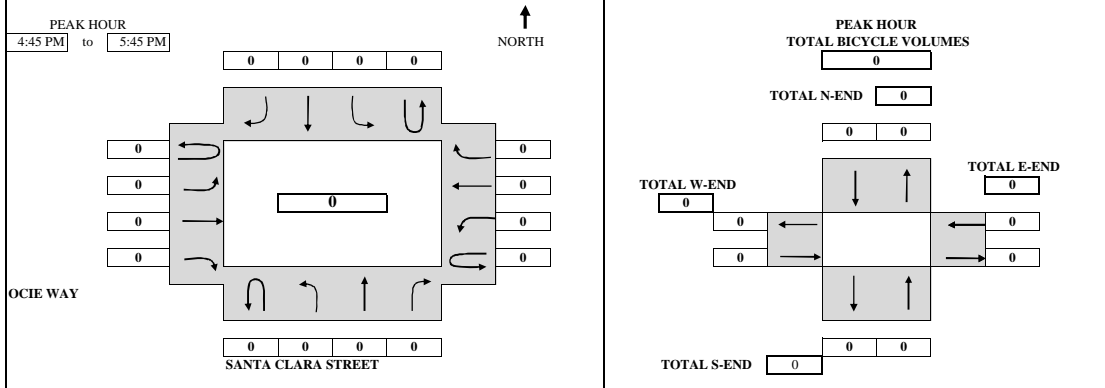 PEAK HOUR
4:45 PM to 5:45 PM
NORTH
0 0 0 0
0 0
0 0
0
0 0
0 0
OCIE WAY
0 0 0 0
SANTA CLARA STREET
PEAK HOUR
TOTAL BICYCLE VOLUMES
0
TOTAL N-END 0
0 0
TOTAL W-END
0
TOTAL E-END
0
0 0
0 0
0 0
TOTAL S-END 0